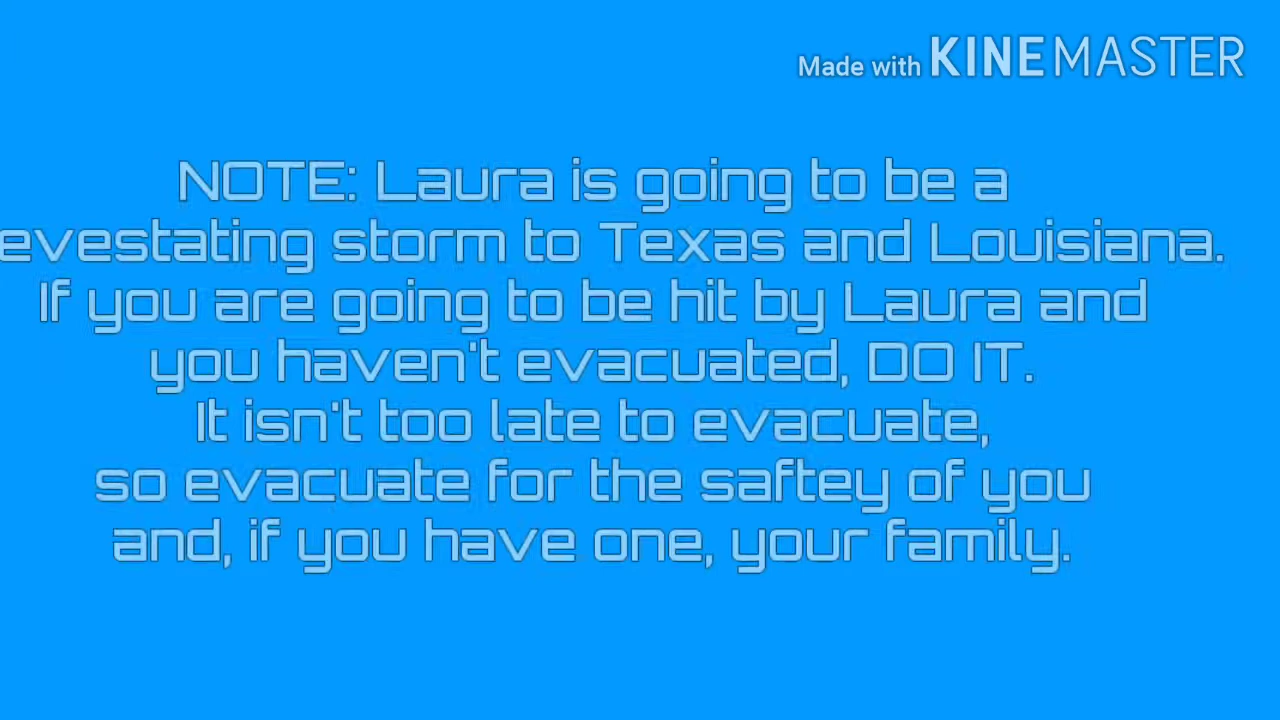 Made with KINEMASTER
NOTE: Laura is going to be a
evestating storm to Texas and Louisiana.
If you are going to be hit by Laura and
you haven't evacuated, DO IT.
It isn't too late to evacuate,
so evacuate for the saftey of you
and, if you have one, your family.